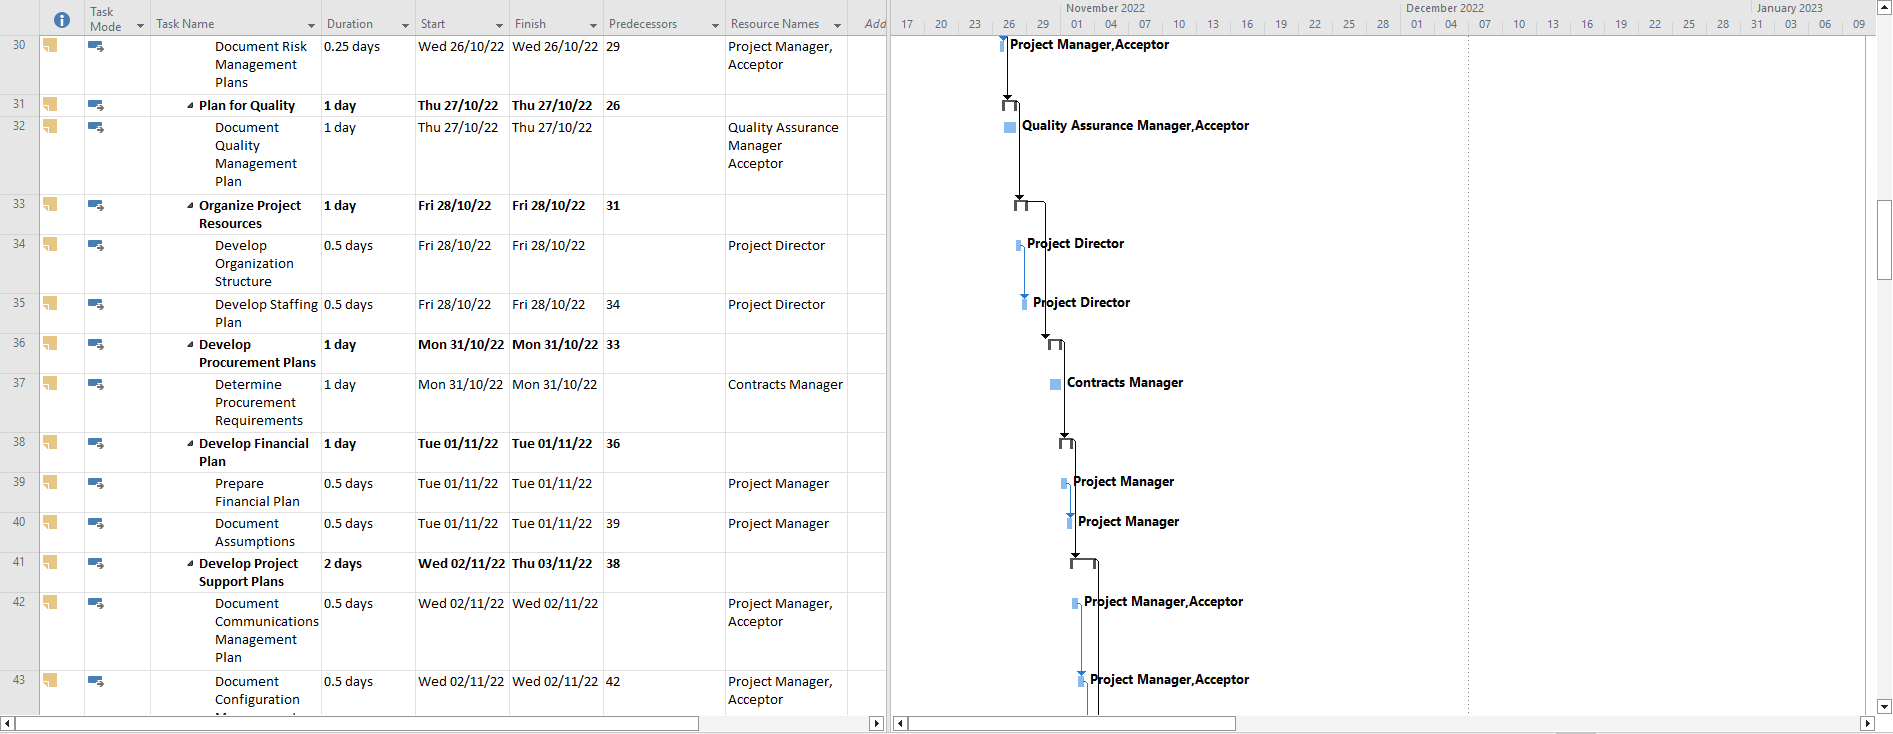 Task Mode
Task Name
Duration
Start
Finish
Predecessors
Resource Names
Add
November 2022
December 2022
January 2023
17 20 23 26 29 01 04 07 10 13 16 19 22 25 28 01 04 07 10 13 16 19 22 25 28 31 03 06 09
30 Document Risk 0.25 days Wed 26/10/22 Wed 26/10/22 29 Project Manager,
Management Acceptor
Plans
Project Manager,Acceptor
31 Plan for Quality 1 day Thu 27/10/22 Thu 27/10/22 26
32 Document 1 day Thu 27/10/22 Thu 27/10/22 Quality Assurance
Quality Manager
Management Acceptor
Plan
Quality Assurance Manager,Acceptor
33 Organize Project 1 day Fri 28/10/22 Fri 28/10/22 31
Resources
34 Develop 0.5 days Fri 28/10/22 Fri 28/10/22 Project Director
Organization
Structure
Project Director
35 Develop Staffing 0.5 days Fri 28/10/22 Fri 28/10/22 34 Project Director
Plan
Project Director
36 Develop 1 day Mon 31/10/22 Mon 31/10/22 33
Procurement Plans
37 Determine 1 day Mon 31/10/22 Mon 31/10/22 Contracts Manager
Procurement
Requirements
Contracts Manager
38 Develop Financial 1 day Tue 01/11/22 Tue 01/11/22 36
Plan
39 Prepare 0.5 days Tue 01/11/22 Tue 01/11/22 Project Manager
Financial Plan
Project Manager
40 Document 0.5 days Tue 01/11/22 Tue 01/11/22 39 Project Manager
Assumptions
Project Manager
41 Develop Project 2 days Wed 02/11/22 Thu 03/11/22 38
Support Plans
42 Document 0.5 days Wed 02/11/22 Wed 02/11/22 Project Manager,
Communications Acceptor
Management
Plan
Project Manager,Acceptor
43 Document 0.5 days Wed 02/11/22 Wed 02/11/22 42 Project Manager,
Configuration Acceptor
Project Manager,Acceptor